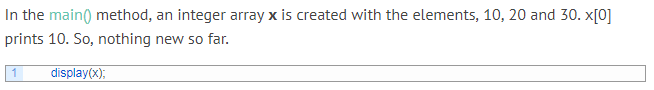 In the main() method, an integer array x is created with the elements, 10, 20 and 30. x[0]
prints 10. So, nothing new so far.
1 display(x);